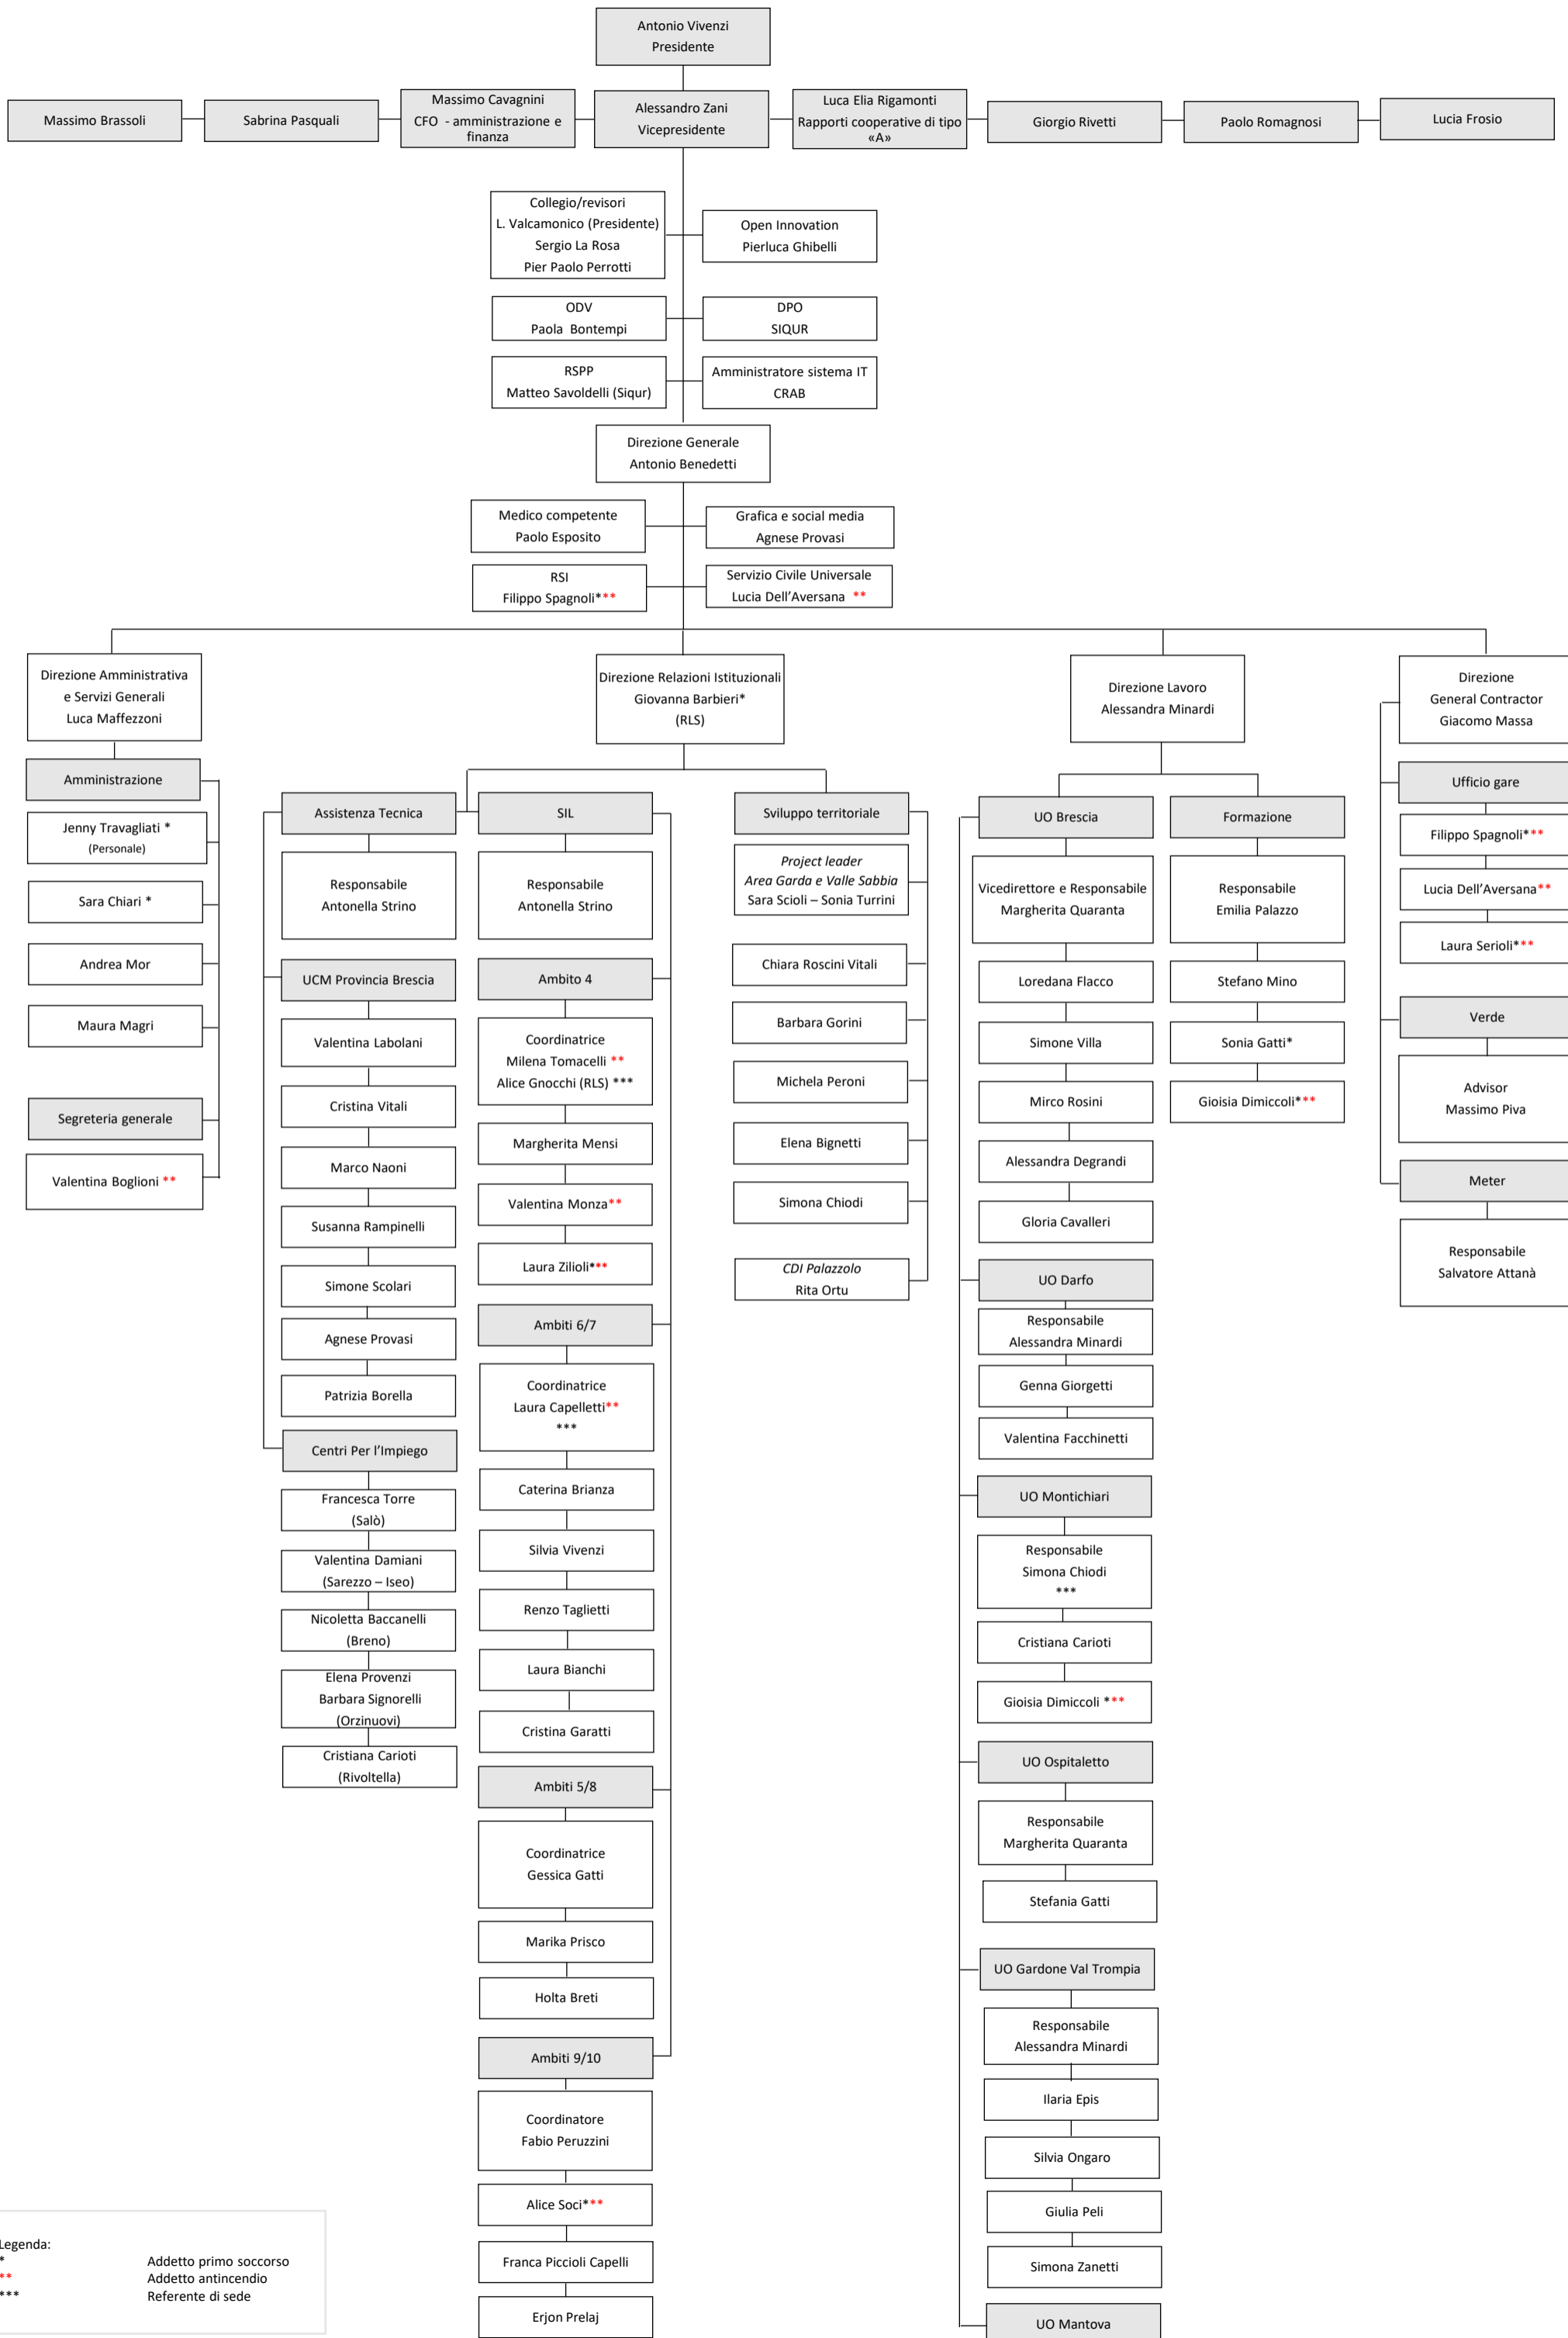 Antonio Vivenzi
Presidente
Massimo Brassoli
Sabrina Pasquali
Massimo Cavagnini
CFO - amministrazione e
finanza
Alessandro Zani
Vicepresidente
Luca Elia Rigamonti
Rapporti cooperative di tipo
«A»
Giorgio Rivetti
Paolo Romagnosi
Lucia Frosio
Collegio/revisori
L. Valcamonico (Presidente)
Sergio La Rosa
Pier Paolo Perrotti
Open Innovation
Pierluca Ghibelli
ODV
Paola Bontempi
DPO
SIQUR
RSPP
Matteo Savoldelli (Siqur)
Amministratore sistema IT
CRAB
Direzione Generale
Antonio Benedetti
Medico competente
Paolo Esposito
Grafica e social media
Agnese Provasi
RSI
Filippo Spagnoli***
Servizio Civile Universale
Lucia Dell’Aversana **
Direzione Amministrativa
e Servizi Generali
Luca Maffezzoni
Amministrazione
Jenny Travagliati *
(Personale)
Sara Chiari *
Andrea Mor
Maura Magri
Segreteria generale
Valentina Boglioni **
Direzione Relazioni Istituzionali
Giovanna Barbieri*
(RLS)
Assistenza Tecnica
Responsabile
Antonella Strino
UCM Provincia Brescia
Valentina Labolani
Cristina Vitali
Marco Naoni
Susanna Rampinelli
Simone Scolari
Agnese Provasi
Patrizia Borella
Centri Per l’Impiego
Francesca Torre
(Salò)
Valentina Damiani
(Sarezzo – Iseo)
Nicoletta Baccanelli
(Breno)
Elena Provenzi
Barbara Signorelli
(Orzinuovi)
Cristiana Carioti
(Rivoltella)
SIL
Responsabile
Antonella Strino
Ambito 4
Coordinatrice
Milena Tomacelli **
Alice Gnocchi (RLS) ***
Margherita Mensi
Valentina Monza**
Laura Zilioli***
Ambiti 6/7
Coordinatrice
Laura Capelletti**
***
Caterina Brianza
Silvia Vivenzi
Renzo Taglietti
Laura Bianchi
Cristina Garatti
Ambiti 5/8
Coordinatrice
Gessica Gatti
Marika Prisco
Holta Breti
Ambiti 9/10
Coordinatore
Fabio Peruzzini
Alice Soci***
Franca Piccioli Capelli
Erjon Prelaj
Sviluppo territoriale
Project leader
Area Garda e Valle Sabbia
Sara Scioli – Sonia Turrini
Chiara Roscini Vitali
Barbara Gorini
Michela Peroni
Elena Bignetti
Simona Chiodi
CDI Palazzolo
Rita Ortu
Direzione Lavoro
Alessandra Minardi
UO Brescia
Vicedirettore e Responsabile
Margherita Quaranta
Loredana Flacco
Simone Villa
Mirco Rosini
Alessandra Degrandi
Gloria Cavalleri
UO Darfo
Responsabile
Alessandra Minardi
Genna Giorgetti
Valentina Facchinetti
UO Montichiari
Responsabile
Simona Chiodi
***
Cristiana Carioti
Gioisia Dimiccoli ***
UO Ospitaletto
Responsabile
Margherita Quaranta
Stefania Gatti
UO Gardone Val Trompia
Responsabile
Alessandra Minardi
Ilaria Epis
Silvia Ongaro
Giulia Peli
Simona Zanetti
UO Mantova
Formazione
Responsabile
Emilia Palazzo
Stefano Mino
Sonia Gatti*
Gioisia Dimiccoli***
Direzione
General Contractor
Giacomo Massa
Ufficio gare
Filippo Spagnoli***
Lucia Dell’Aversana**
Laura Serioli***
Verde
Advisor
Massimo Piva
Meter
Responsabile
Salvatore Attanà
Legenda:
* Addetto primo soccorso
** Addetto antincendio
*** Referente di sede